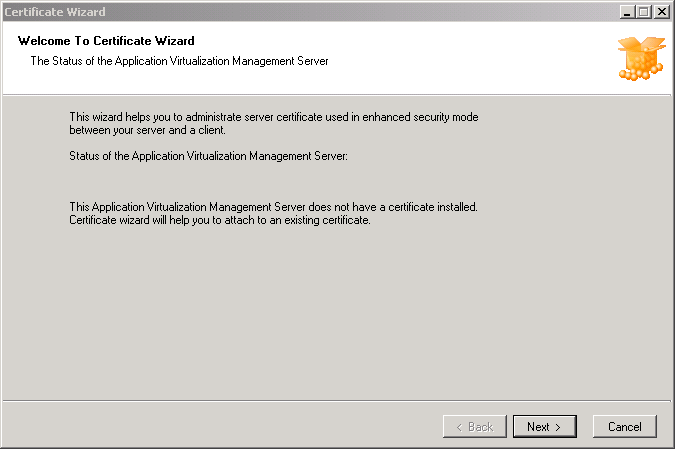 Certificate Wizard
Welcome To Certificate Wizard
The Status of the Application Virtualization Management Server
This wizard helps you to administrate server certificate used in enhanced security mode
between your server and a client.
Status of the Application Virtualization Management Server:
This Application Virtualization Management Server does not have a certificate installed.
Certificate wizard will help you to attach to an existing certificate.
< Back Next > Cancel